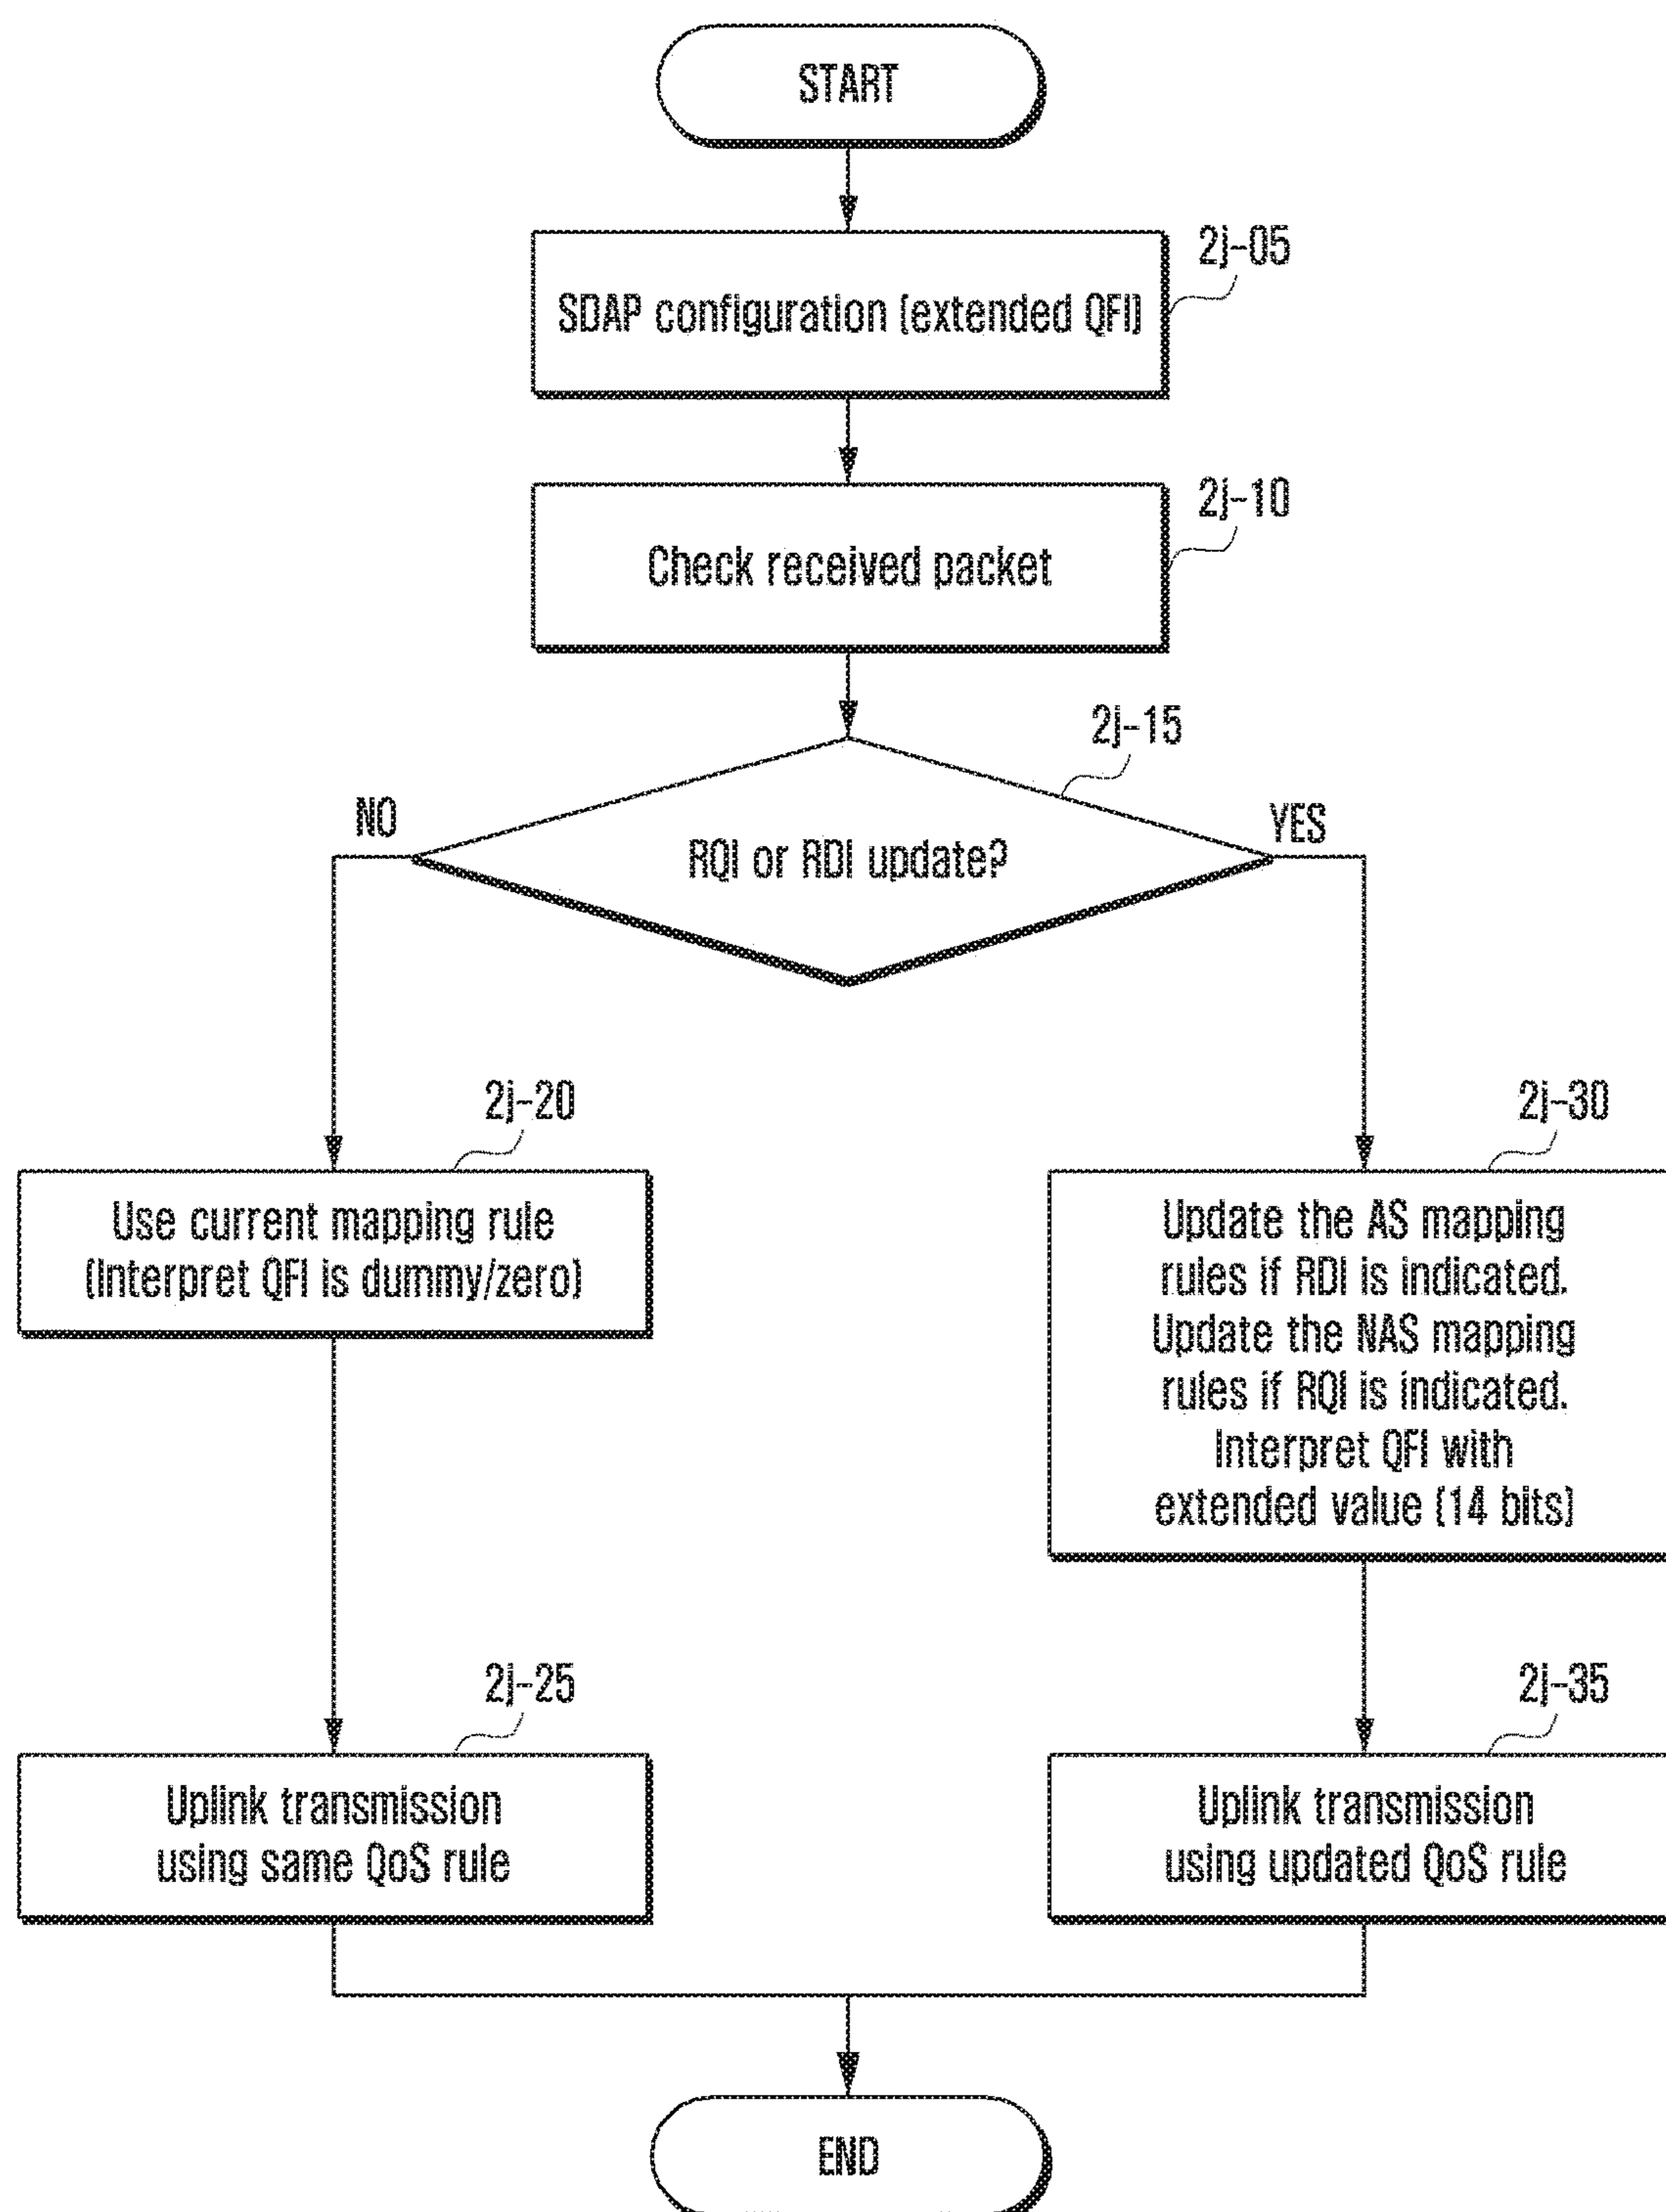 START
2j-05
SDAP configuration (extended QFI)
2j-10
Check received packet
2j-15
NO
YES
RQI or RDI update?
2j-20
Use current mapping rule
(Interpret QFI is dummy/zero)
2j-30
Update the AS mapping
rules if RDI is indicated.
Update the NAS mapping
rules if RQI is indicated.
Interpret QFI with
extended value (14 bits)
2j-25
Uplink transmission
using same QoS rule
2j-35
Uplink transmission
using updated QoS rule
END